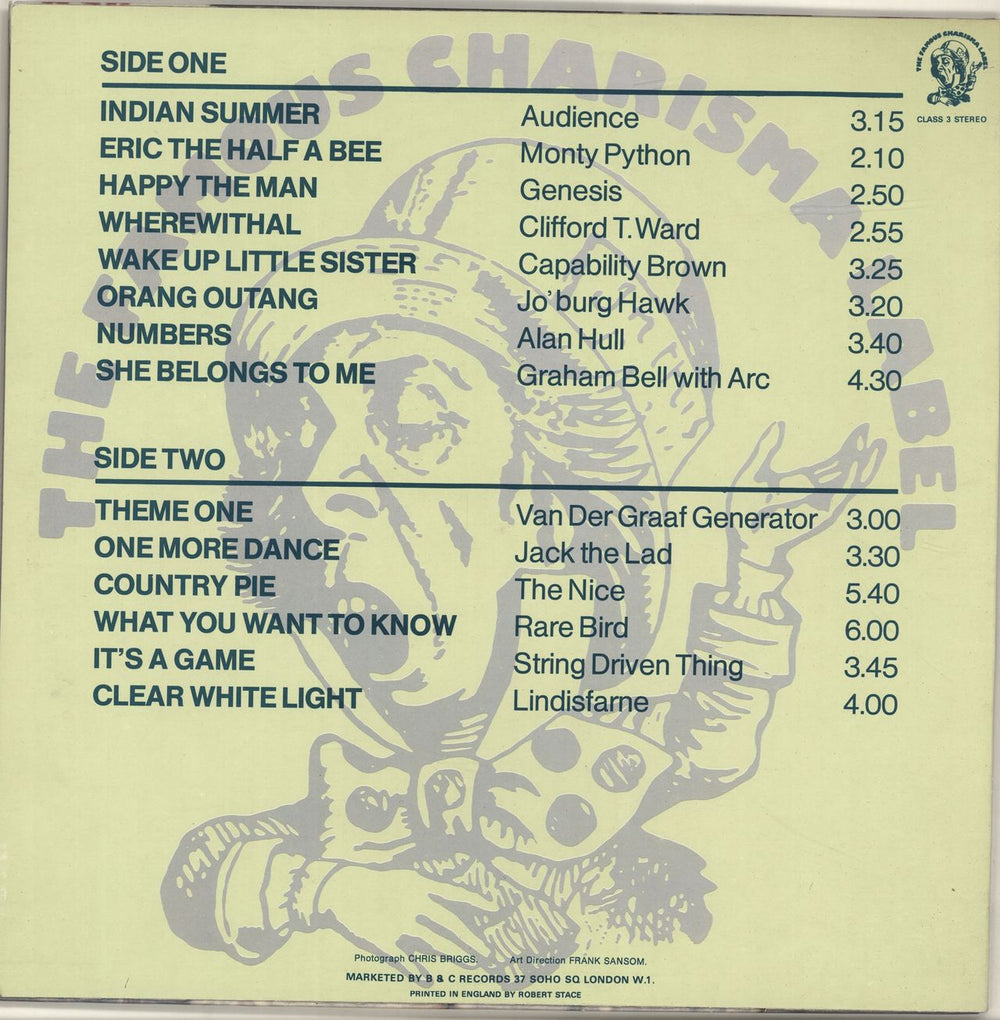 THE FAMOUS CHARISMA LABEL
THE FAMOUS CHARISMA LABEL
CLASS 3 STEREO
SIDE ONE
INDIAN SUMMER Audience 3.15
ERIC THE HALF A BEE Monty Python 2.10
HAPPY THE MAN Genesis 2.50
WHEREWITHAL Clifford T. Ward 2.55
WAKE UP LITTLE SISTER Capability Brown 3.25
ORANG OUTANG Jo'burg Hawk 3.20
NUMBERS Alan Hull 3.40
SHE BELONGS TO ME Graham Bell with Arc 4.30
SIDE TWO
THEME ONE Van Der Graaf Generator 3.00
ONE MORE DANCE Jack the Lad 3.30
COUNTRY PIE The Nice 5.40
WHAT YOU WANT TO KNOW Rare Bird 6.00
IT'S A GAME String Driven Thing 3.45
CLEAR WHITE LIGHT Lindisfarne 4.00
Photograph CHRIS BRIGGS. Art Direction FRANK SANSOM.
MARKETED BY B & C RECORDS 37 SOHO SQ LONDON W.1.
PRINTED IN ENGLAND BY ROBERT STACE